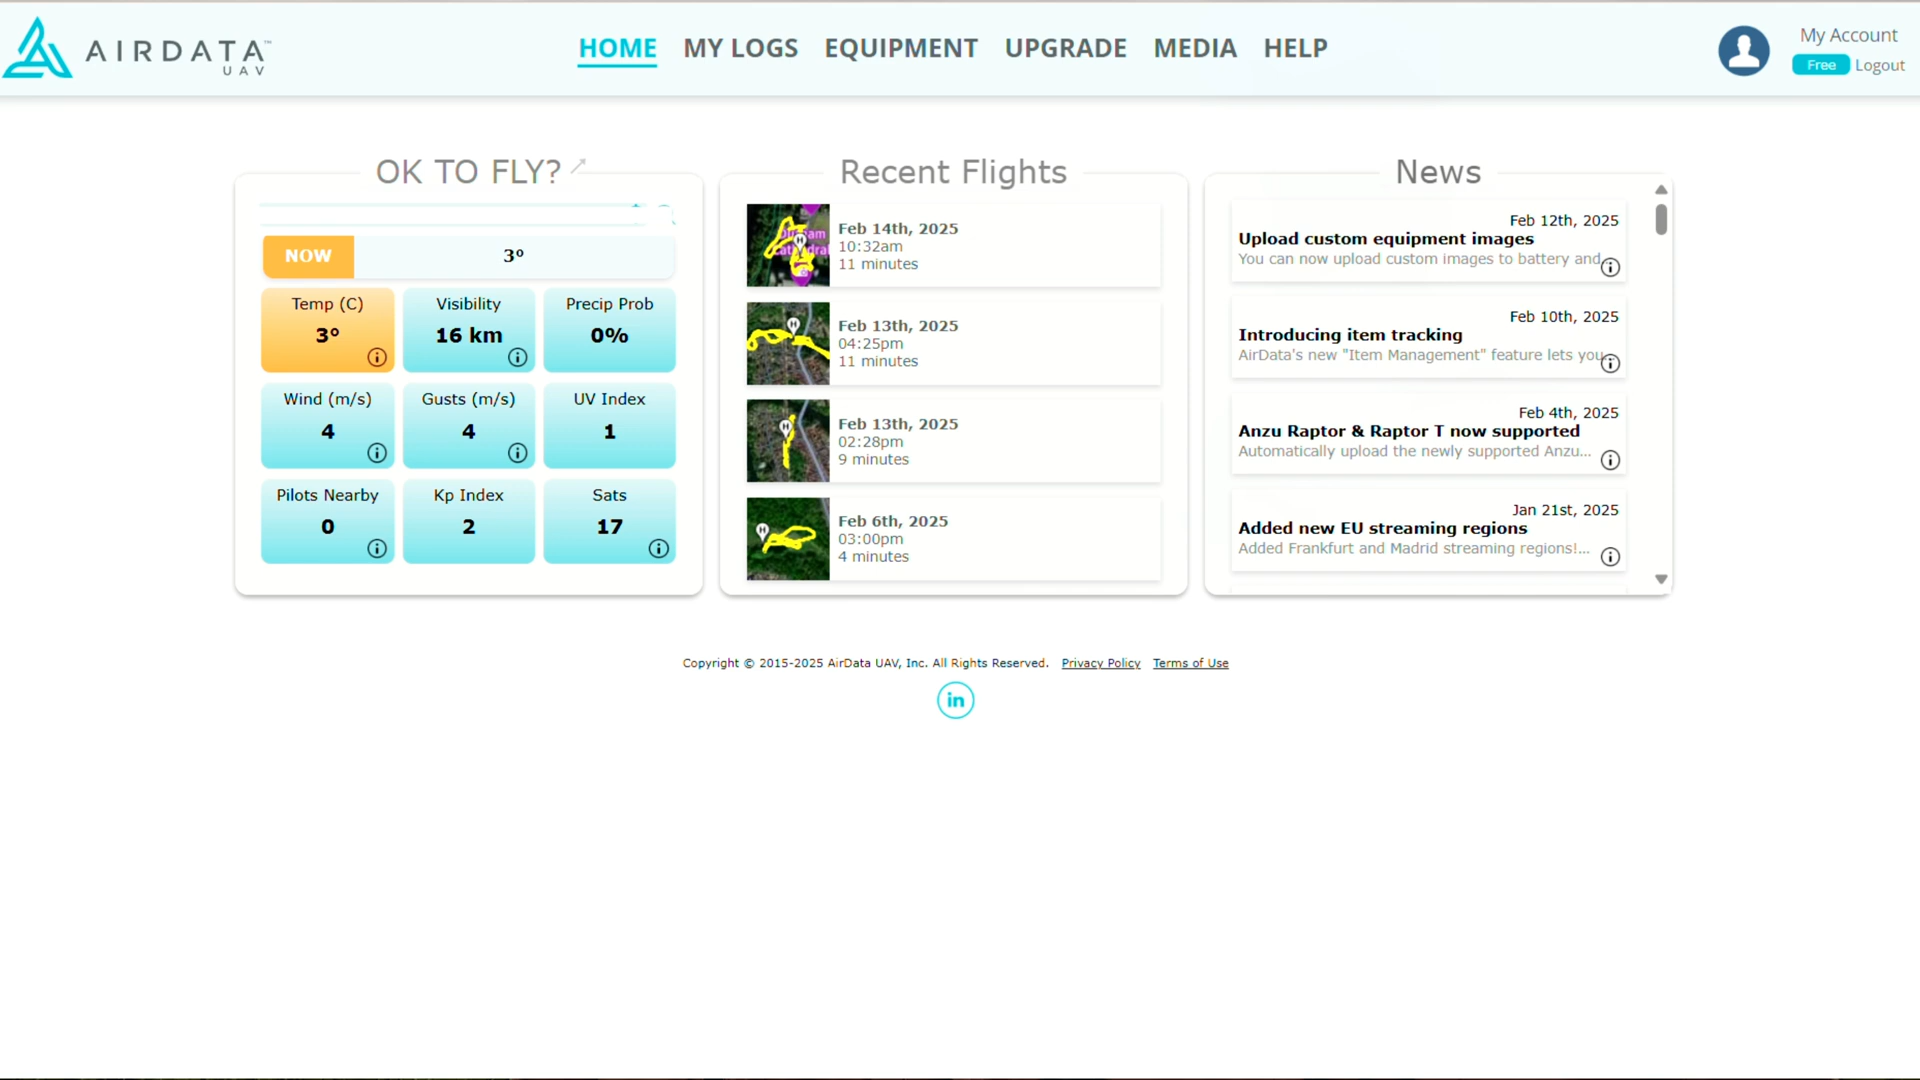 AIRDATA™
UAV
HOME MY LOGS EQUIPMENT UPGRADE MEDIA HELP
My Account
Free Logout
OK TO FLY?
NOW 3º
Temp (C)
3º
Visibility
16 km
Precip Prob
0%
Wind (m/s)
4
Gusts (m/s)
4
UV Index
1
Pilots Nearby
0
Kp Index
2
Sats
17
Recent Flights
H
Feb 14th, 2025
10:32am
11 minutes
H
Feb 13th, 2025
04:25pm
11 minutes
H
Feb 13th, 2025
02:28pm
9 minutes
H
Feb 6th, 2025
03:00pm
4 minutes
News
Feb 12th, 2025
Upload custom equipment images
You can now upload custom images to battery and
Feb 10th, 2025
Introducing item tracking
AirData's new "Item Management" feature lets you
Feb 4th, 2025
Anzu Raptor & Raptor T now supported
Automatically upload the newly supported Anzu...
Jan 21st, 2025
Added new EU streaming regions
Added Frankfurt and Madrid streaming regions!...
Copyright © 2015-2025 AirData UAV, Inc. All Rights Reserved. Privacy Policy Terms of Use
in